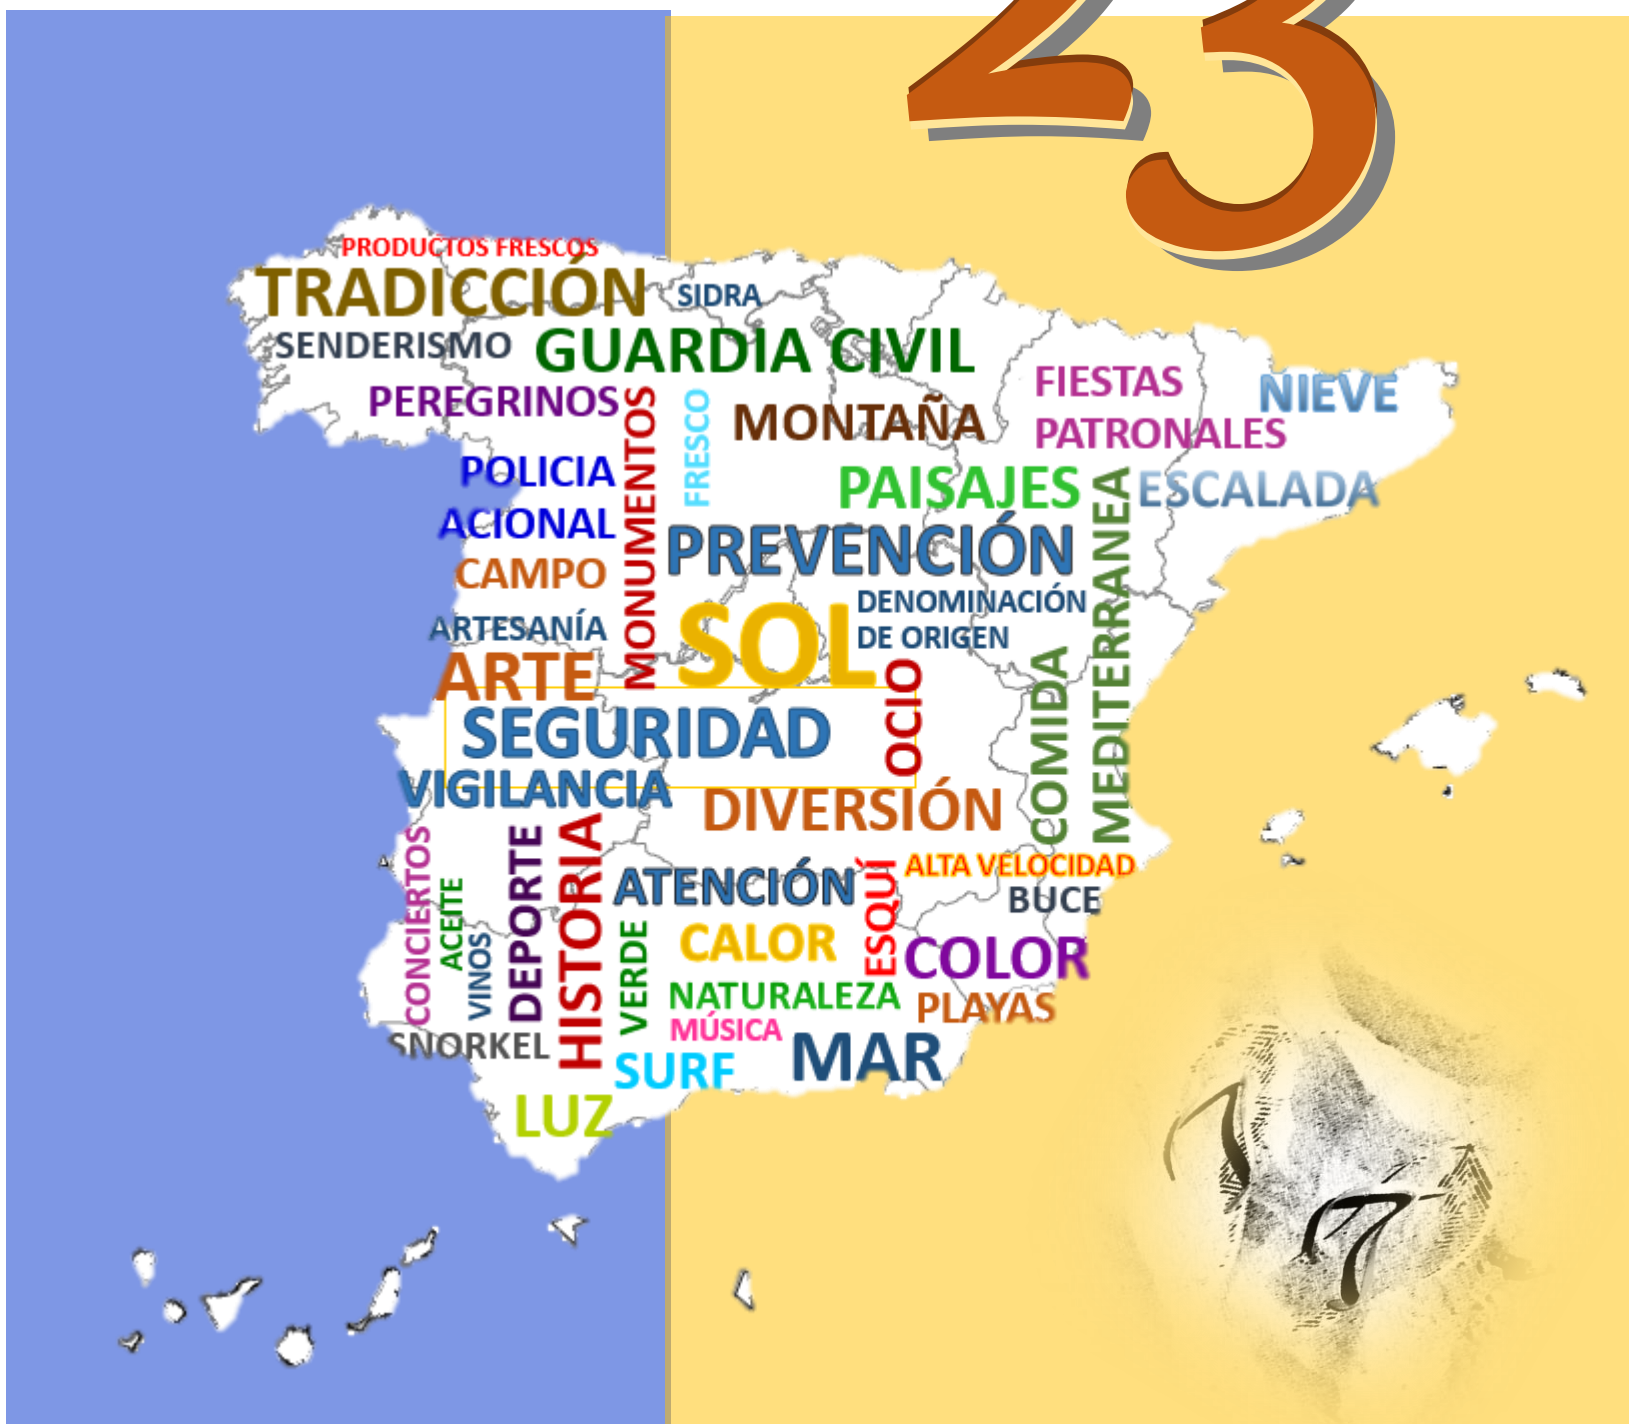 23
PRODUCTOS FRESCOS
TRADICCIÓN
SIDRA
SENDERISMO
GUARDIA CIVIL
PEREGRINOS
MONUMENTOS
FRESCO
MONTAÑA
FIESTAS
PATRONALES
NIEVE
POLICIA
ACIONAL
PAISAJES
ESCALADA
CAMPO
PREVENCIÓN
ARTESANÍA
ARTE
SOL
DENOMINACIÓN
DE ORIGEN
COMIDA
MEDITERRANEA
SEGURIDAD
OCIO
VIGILANCIA
DIVERSIÓN
CONCIERTOS
ACEITE
VINOS
DEPORTE
HISTORIA
ATENCIÓN
ESQUÍ
ALTA VELOCIDAD
BUCE
VERDE
CALOR
COLOR
NATURALEZA
PLAYAS
MÚSICA
SNORKEL
SURF
MAR
LUZ